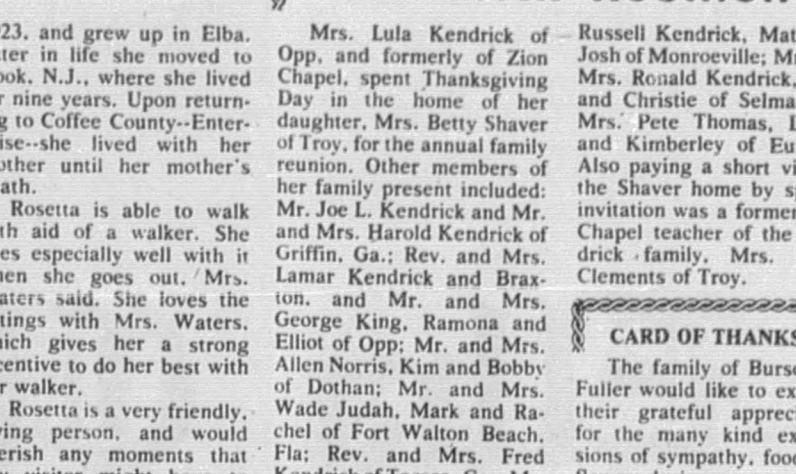 23. and grew up in Elba.
ter in life she moved to
ook. N.J., where she lived
r nine years. Upon return-
g to Coffee County--Enter-
ise--she lived with her
other until her mother's
ath.
Rosetta is able to walk
th aid of a walker. She
es especially well with it
hen she goes out. Mrs.
aters said. She loves the
tings with Mrs. Waters.
hich gives her a strong
centive to do her best with
r walker.
Rosetta is a very friendly.
ving person, and would
erish any moments that
Mrs. Lula Kendrick of
Opp, and formerly of Zion
Chapel, spent Thanksgiving
Day in the home of her
daughter, Mrs. Betty Shaver
of Troy, for the annual family
reunion. Other members of
her family present included:
Mr. Joe L. Kendrick and Mr.
and Mrs. Harold Kendrick of
Griffin, Ga.; Rev. and Mrs.
Lamar Kendrick and Brax-
ton. and Mr. and Mrs.
George King, Ramona and
Elliot of Opp; Mr. and Mrs.
Allen Norris, Kim and Bobby
of Dothan; Mr. and Mrs.
Wade Judah, Mark and Ra-
chel of Fort Walton Beach,
Fla; Rev. and Mrs. Fred
Russell Kendrick, Mat
Josh of Monroeville; M
Mrs. Ronald Kendrick,
and Christie of Selma
Mrs. Pete Thomas, L
and Kimberley of Eu
Also paying a short vi
the Shaver home by s
invitation was a former
Chapel teacher of the
drick family, Mrs.
Clements of Troy.
CARD OF THANKS
The family of Burs
Fuller would like to ex
their grateful appreci
for the many kind ex
sions of sympathy, foo